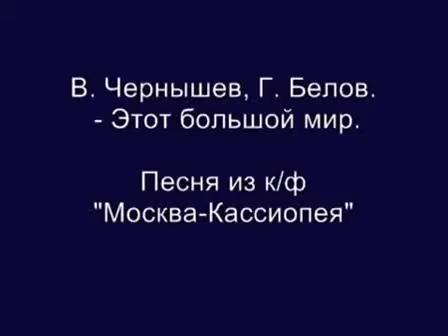 В. Чернышев, Г. Белов.
- Этот большой мир.
Песня из к/ф
"Москва-Кассиопея"